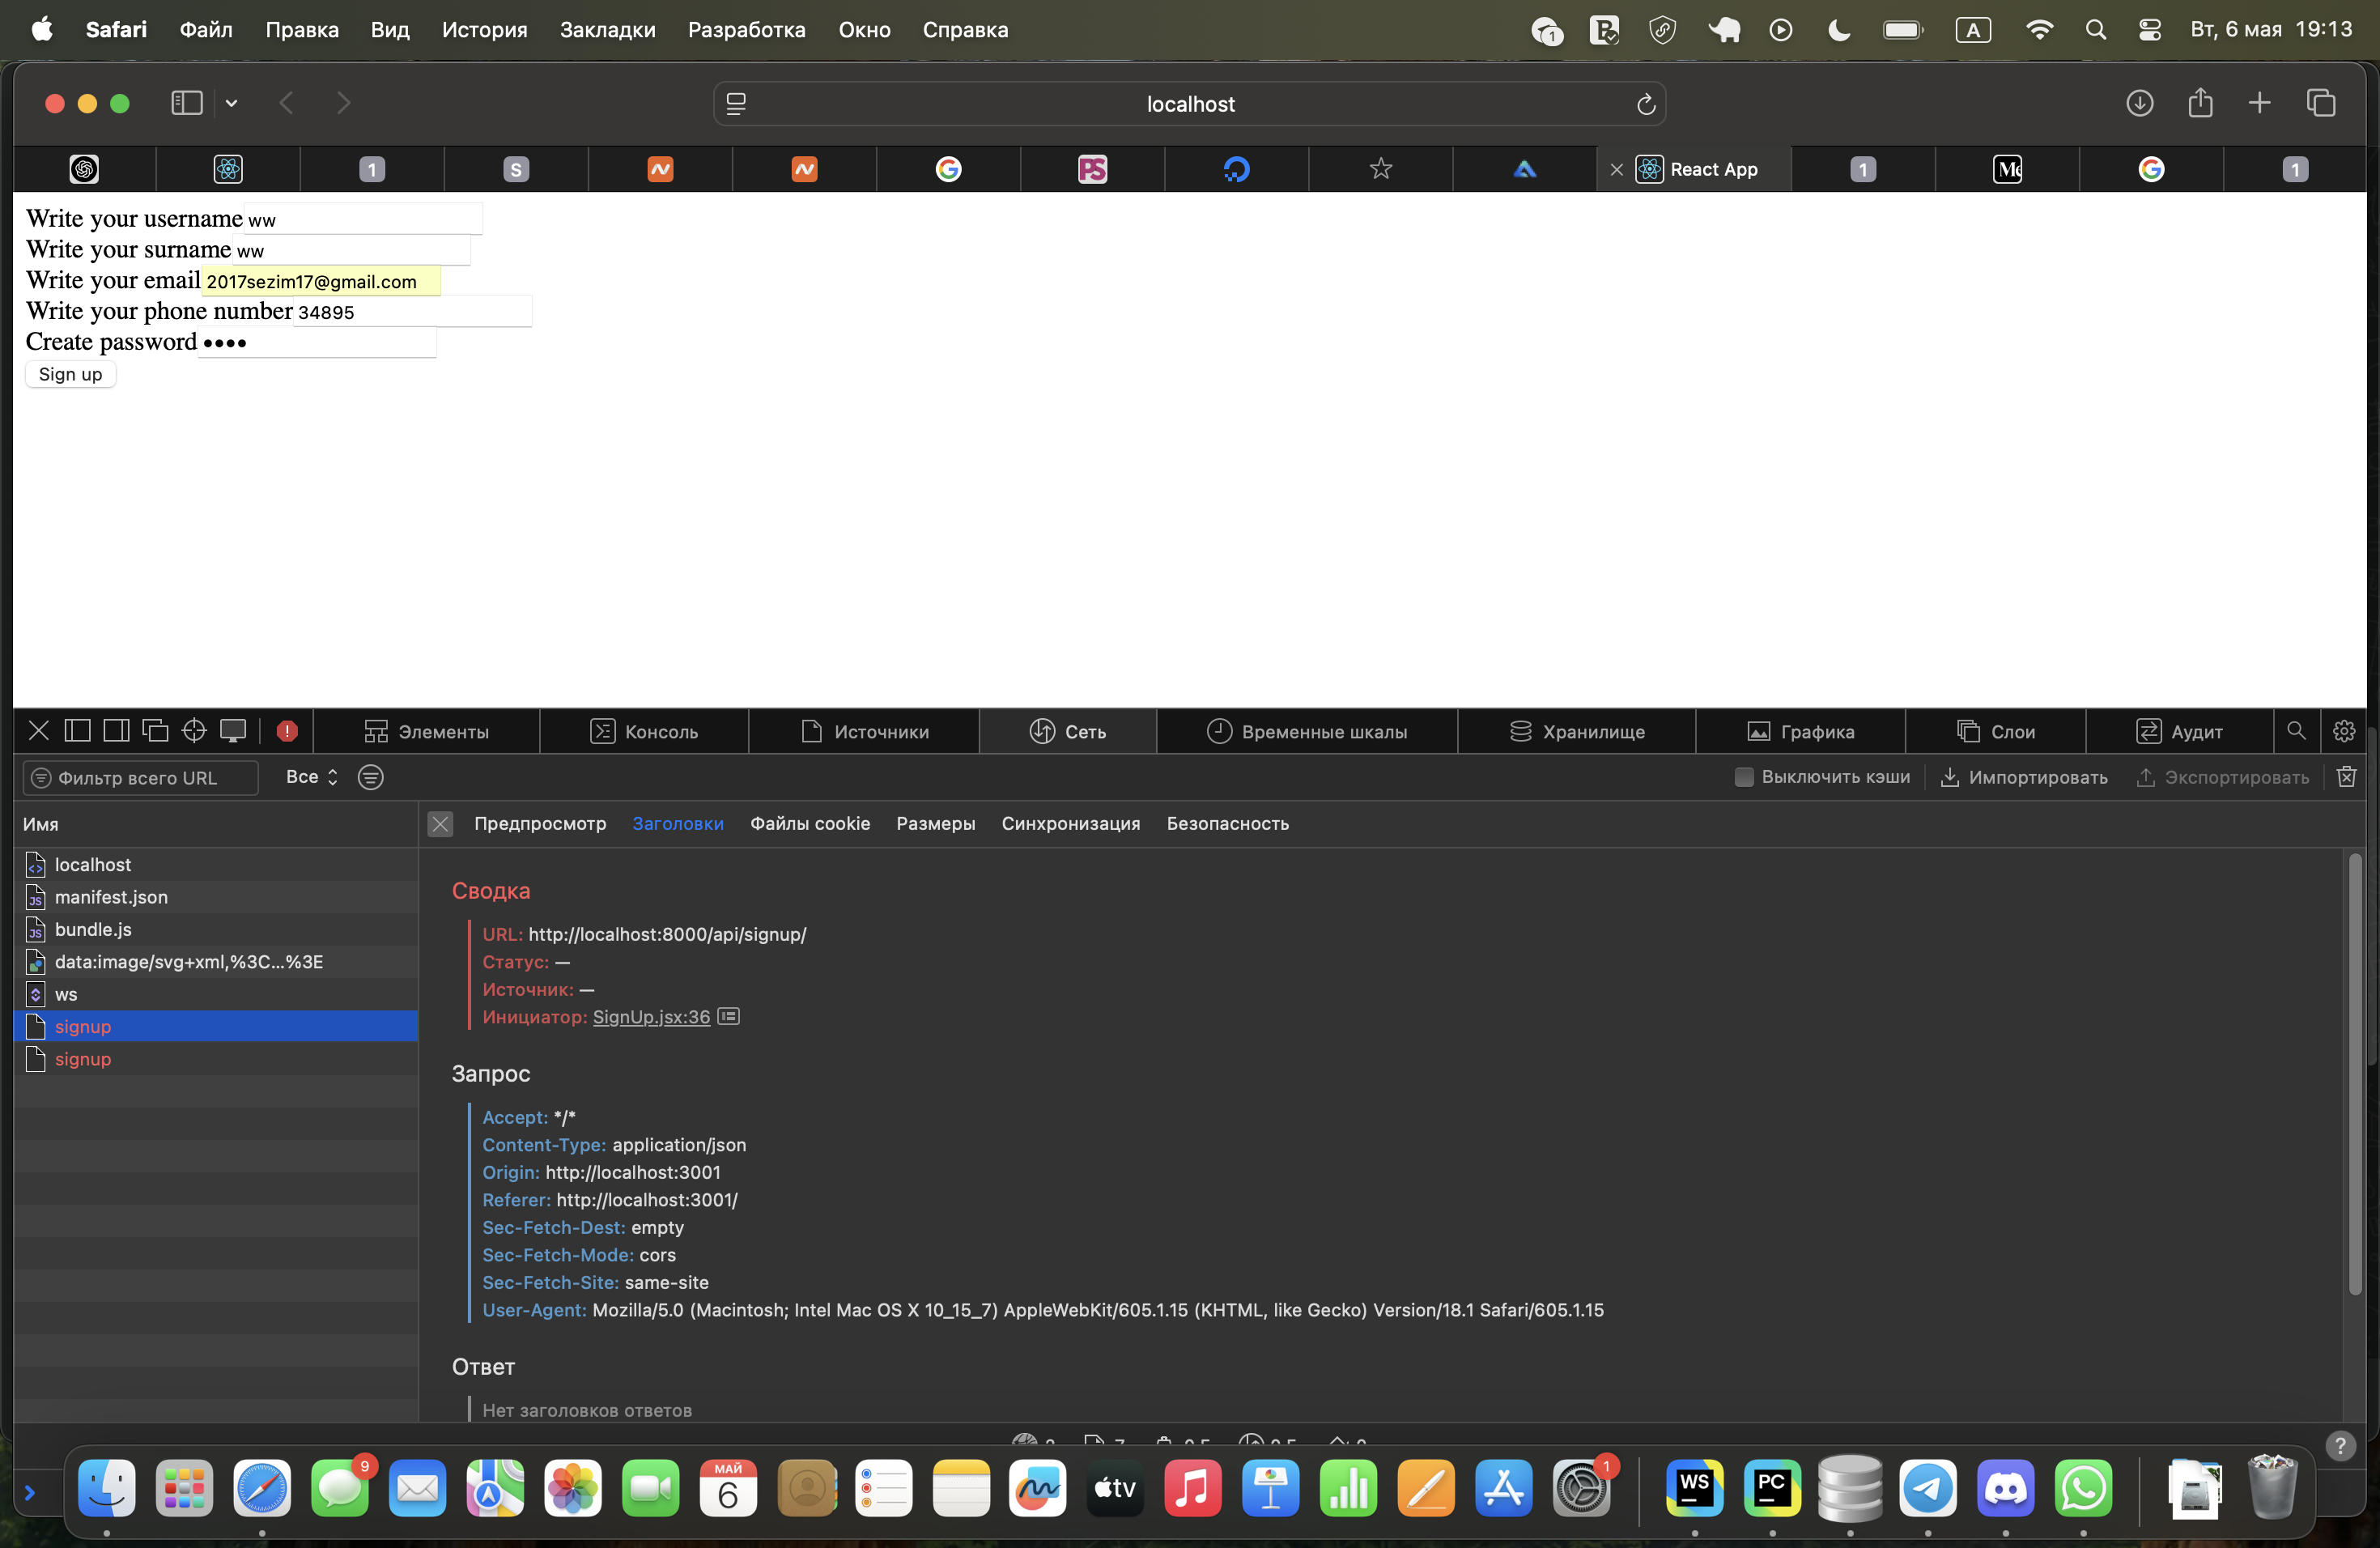 Safari Файл Правка Вид История Закладки Разработка Окно Справка 1 A Вт, 6 мая 19:13
localhost
1 S PS React App 1 1
Write your username ww
Write your surname ww
Write your email 2017sezim17@gmail.com
Write your phone number 34895
Create password ••••
Sign up
Элементы Консоль Источники Сеть Временные шкалы Хранилище Графика Слои Аудит
Фильтр всего URL Все Выключить кэши Импортировать Экспортировать
Имя Предпросмотр Заголовки Файлы cookie Размеры Синхронизация Безопасность
localhost
manifest.json
bundle.js
data:image/svg+xml,%3C...%3E
ws
signup
signup
Сводка
URL: http://localhost:8000/api/signup/
Статус: —
Источник: —
Инициатор: SignUp.jsx:36
Запрос
Accept: */*
Content-Type: application/json
Origin: http://localhost:3001
Referer: http://localhost:3001/
Sec-Fetch-Dest: empty
Sec-Fetch-Mode: cors
Sec-Fetch-Site: same-site
User-Agent: Mozilla/5.0 (Macintosh; Intel Mac OS X 10_15_7) AppleWebKit/605.1.15 (KHTML, like Gecko) Version/18.1 Safari/605.1.15
Ответ
Нет заголовков ответов
9 МАЙ 6 tv 1 WS PC